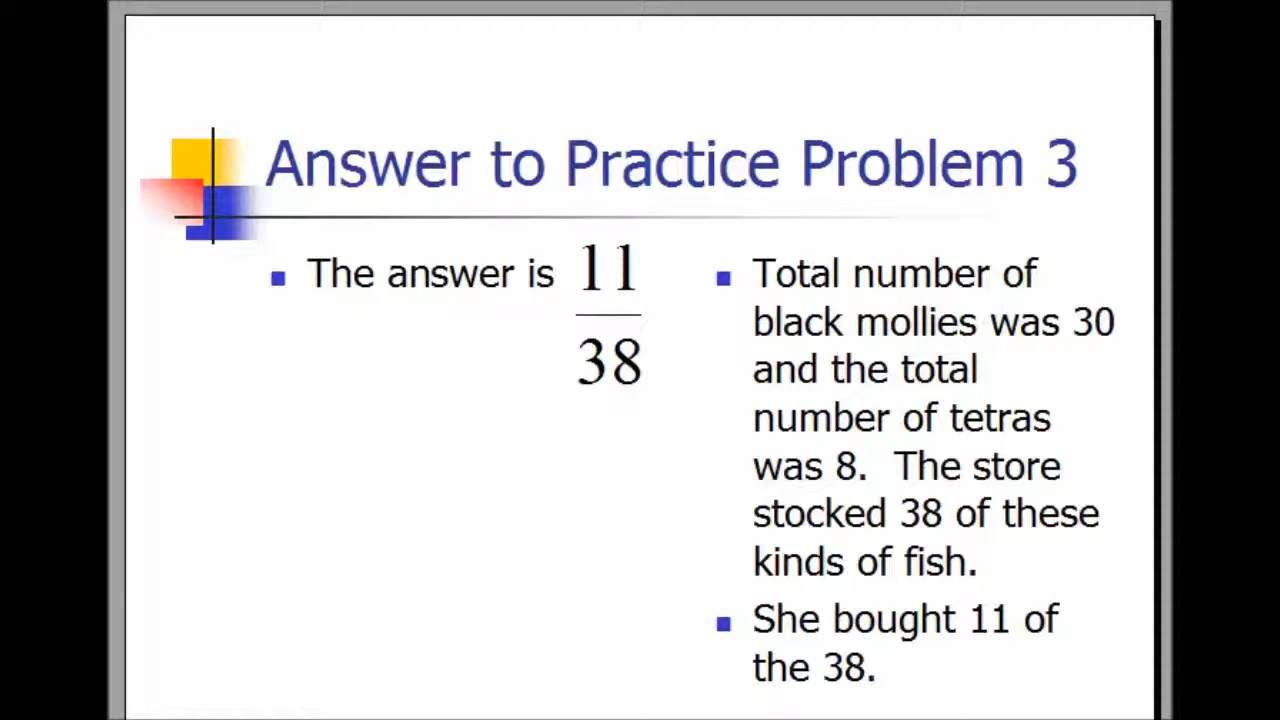 Answer to Practice Problem 3
The answer is 11
38
Total number of
black mollies was 30
and the total
number of tetras
was 8. The store
stocked 38 of these
kinds of fish.
She bought 11 of
the 38.